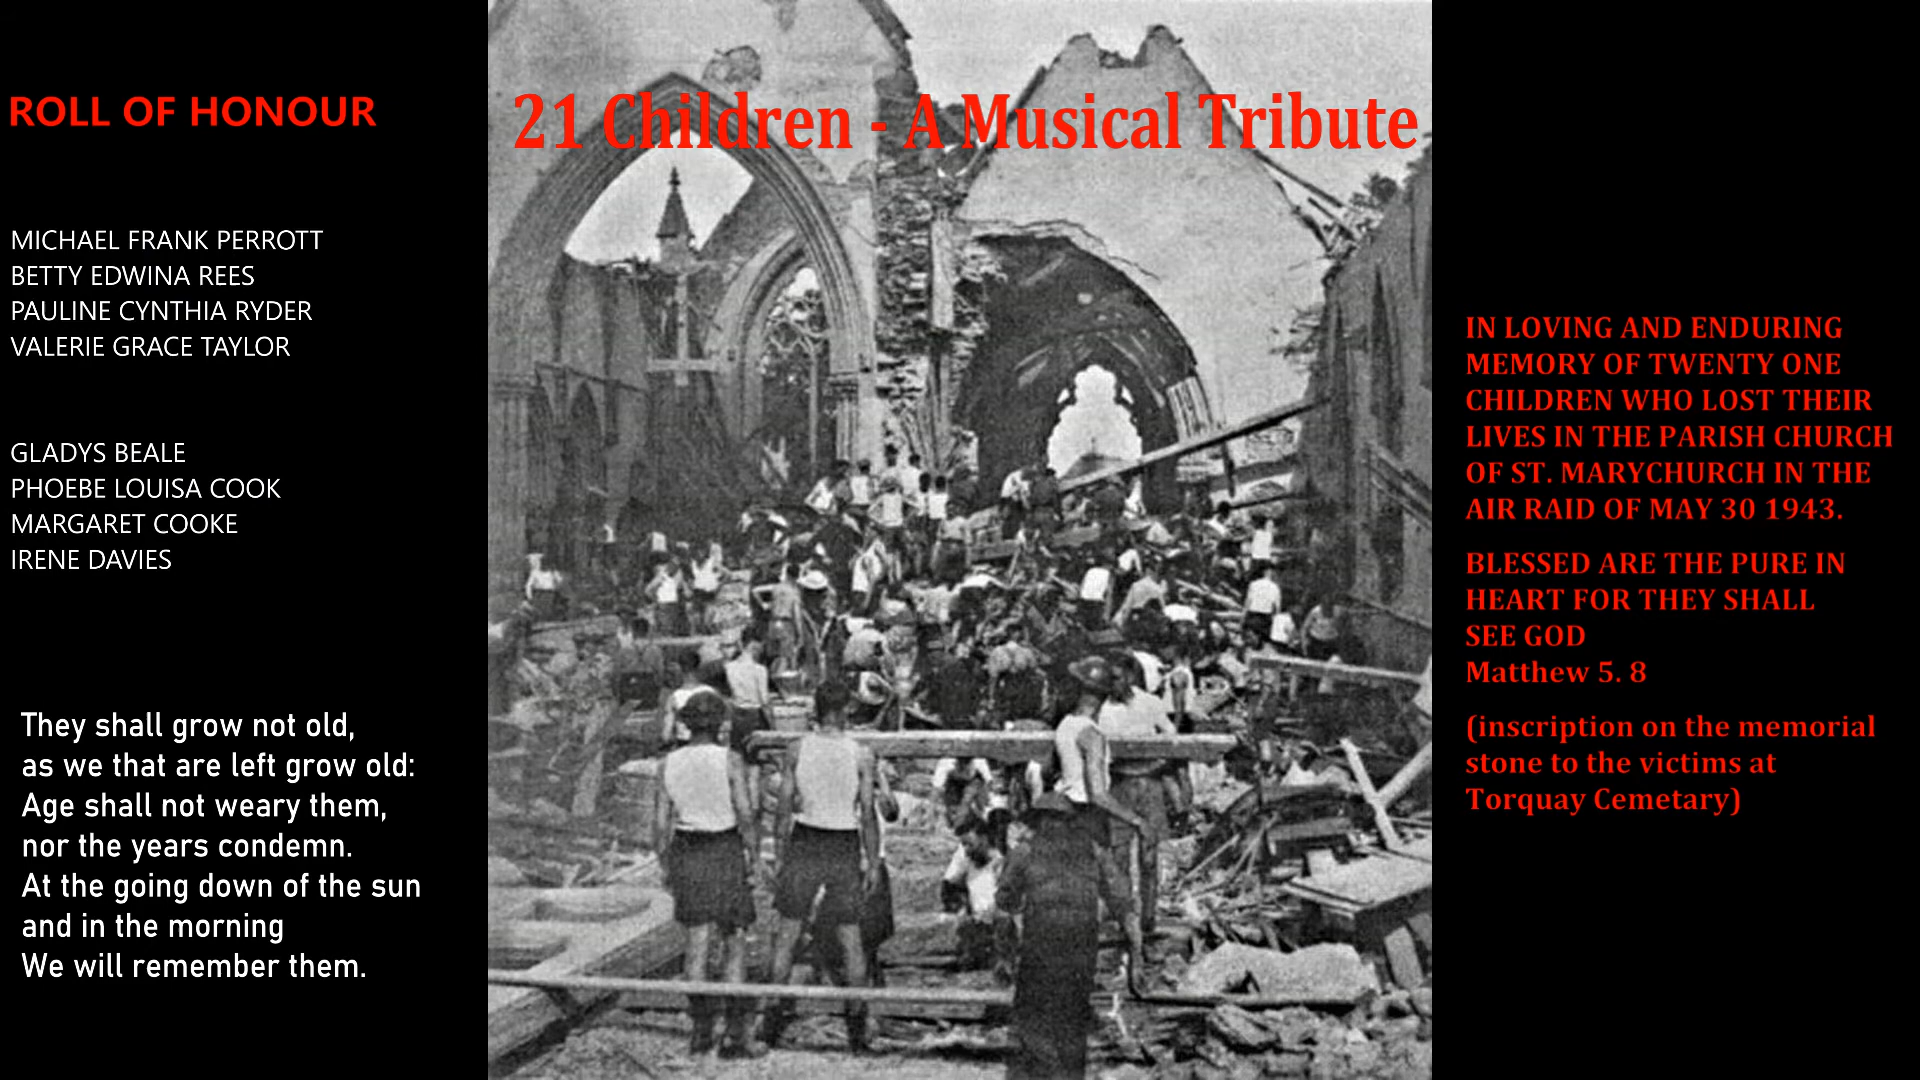 ROLL OF HONOUR
MICHAEL FRANK PERROTT
BETTY EDWINA REES
PAULINE CYNTHIA RYDER
VALERIE GRACE TAYLOR
GLADYS BEALE
PHOEBE LOUISA COOK
MARGARET COOKE
IRENE DAVIES
They shall grow not old,
as we that are left grow old:
Age shall not weary them,
nor the years condemn.
At the going down of the sun
and in the morning
We will remember them.
21 Children - A Musical Tribute
IN LOVING AND ENDURING
MEMORY OF TWENTY ONE
CHILDREN WHO LOST THEIR
LIVES IN THE PARISH CHURCH
OF ST. MARYCHURCH IN THE
AIR RAID OF MAY 30 1943.
BLESSED ARE THE PURE IN
HEART FOR THEY SHALL
SEE GOD
Matthew 5. 8
(inscription on the memorial
stone to the victims at
Torquay Cemetary)